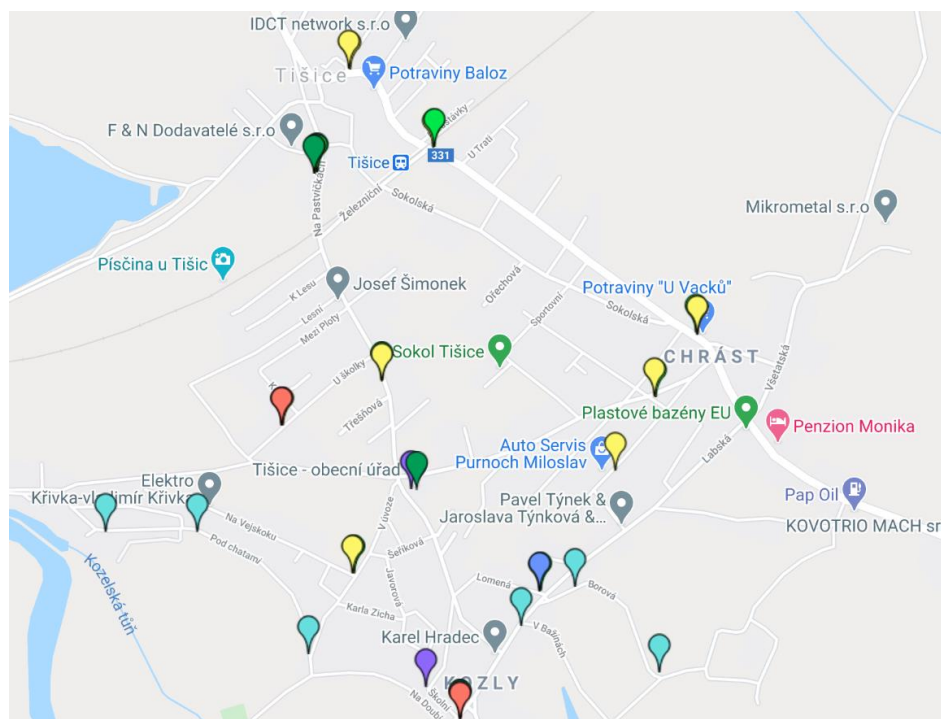 IDCT network s.r.o
Tišice
Potraviny Baloz
F & N Dodavatelé s.r.o
U Trati
331
Tišice
Na Pastvičkách
Železniční
Sokolská
Mikrometal s.r.o
Písčina u Tišic
K Lesu
Josef Šimonek
Ořechová
Potraviny "U Vacků"
Lesní
Sportovní
Sokolská
Mezi Ploty
Sokol Tišice
CHRÁST
Všetatská
U školky
Plastové bazény EU
Třešňová
Penzion Monika
Auto Servis
Purnoch Miloslav
Labská
Tišice - obecní úřad
Elektro
Křivka-vladimír Křivka
Pap Oil
Pavel Týnek &
Jaroslava Týnková &...
KOVOTRIO MACH sr
V úvoze
Na Vejskoku
Pod chatami
Šeříková
Kozelská tůň
Javorová
Lomená
Borová
Karla Zicha
V Bažinách
Karel Hradec
KOZLY
Školní
Na Doubí